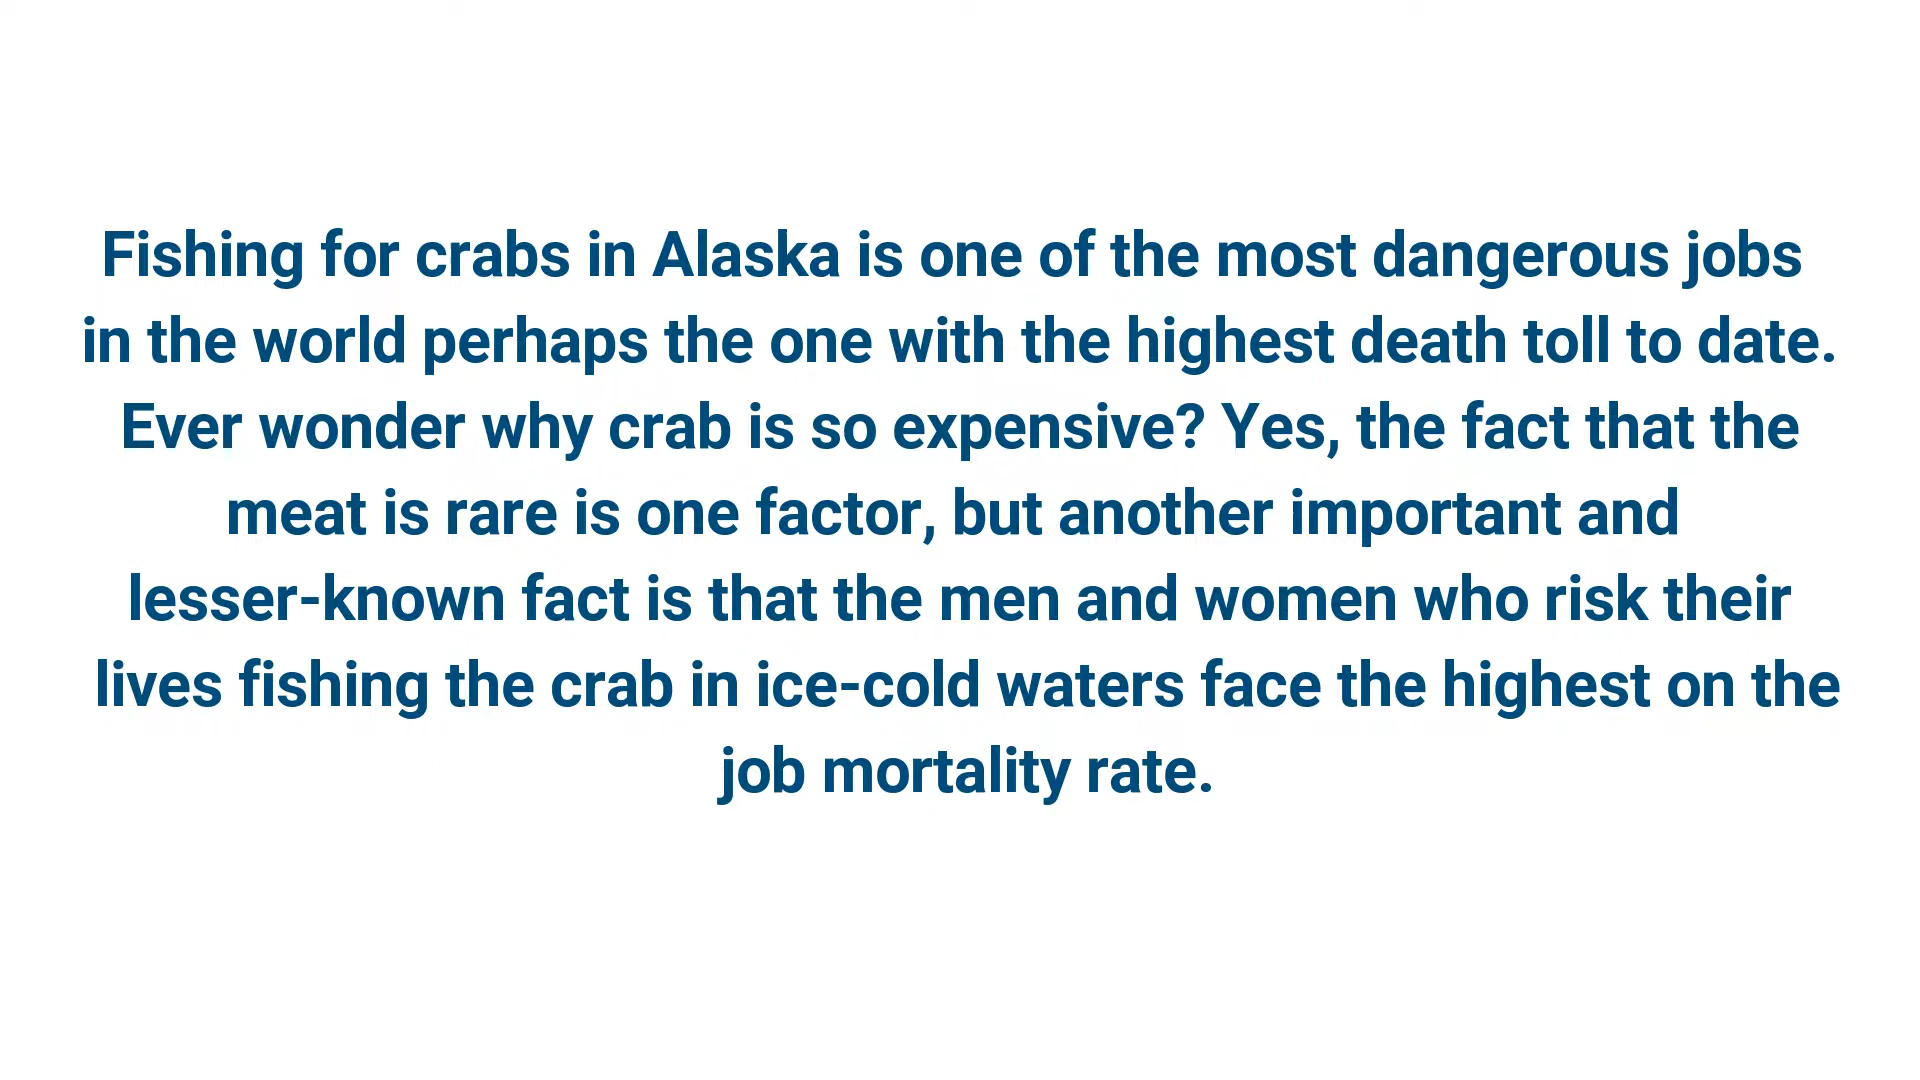 Fishing for crabs in Alaska is one of the most dangerous jobs
in the world perhaps the one with the highest death toll to date.
Ever wonder why crab is so expensive? Yes, the fact that the
meat is rare is one factor, but another important and
lesser-known fact is that the men and women who risk their
lives fishing the crab in ice-cold waters face the highest on the
job mortality rate.